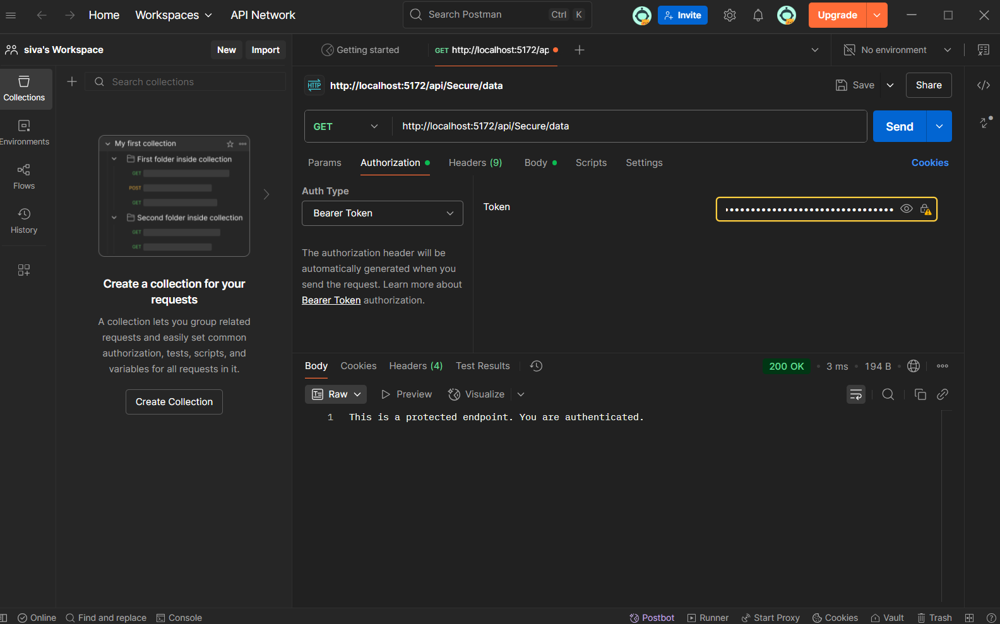 Home
Workspaces
API Network
Search Postman
Ctrl
K
Invite
Upgrade
siva's Workspace
New
Import
Getting started
GET http://localhost:5172/ap
No environment
Collections
Environments
Flows
History
Search collections
My first collection
First folder inside collection
GET
POST
GET
Second folder inside collection
GET
GET
Create a collection for your
requests
A collection lets you group related
requests and easily set common
authorization, tests, scripts, and
variables for all requests in it.
Create Collection
HTTP
http://localhost:5172/api/Secure/data
Save
Share
GET
http://localhost:5172/api/Secure/data
Send
Params
Authorization
Headers (9)
Body
Scripts
Settings
Cookies
Auth Type
Bearer Token
The authorization header will be
automatically generated when you
send the request. Learn more about
Bearer Token authorization.
Token
Body
Cookies
Headers (4)
Test Results
200 OK
3 ms
194 B
Raw
Preview
Visualize
1 This is a protected endpoint. You are authenticated.
Online
Find and replace
Console
Postbot
Runner
Start Proxy
Cookies
Vault
Trash